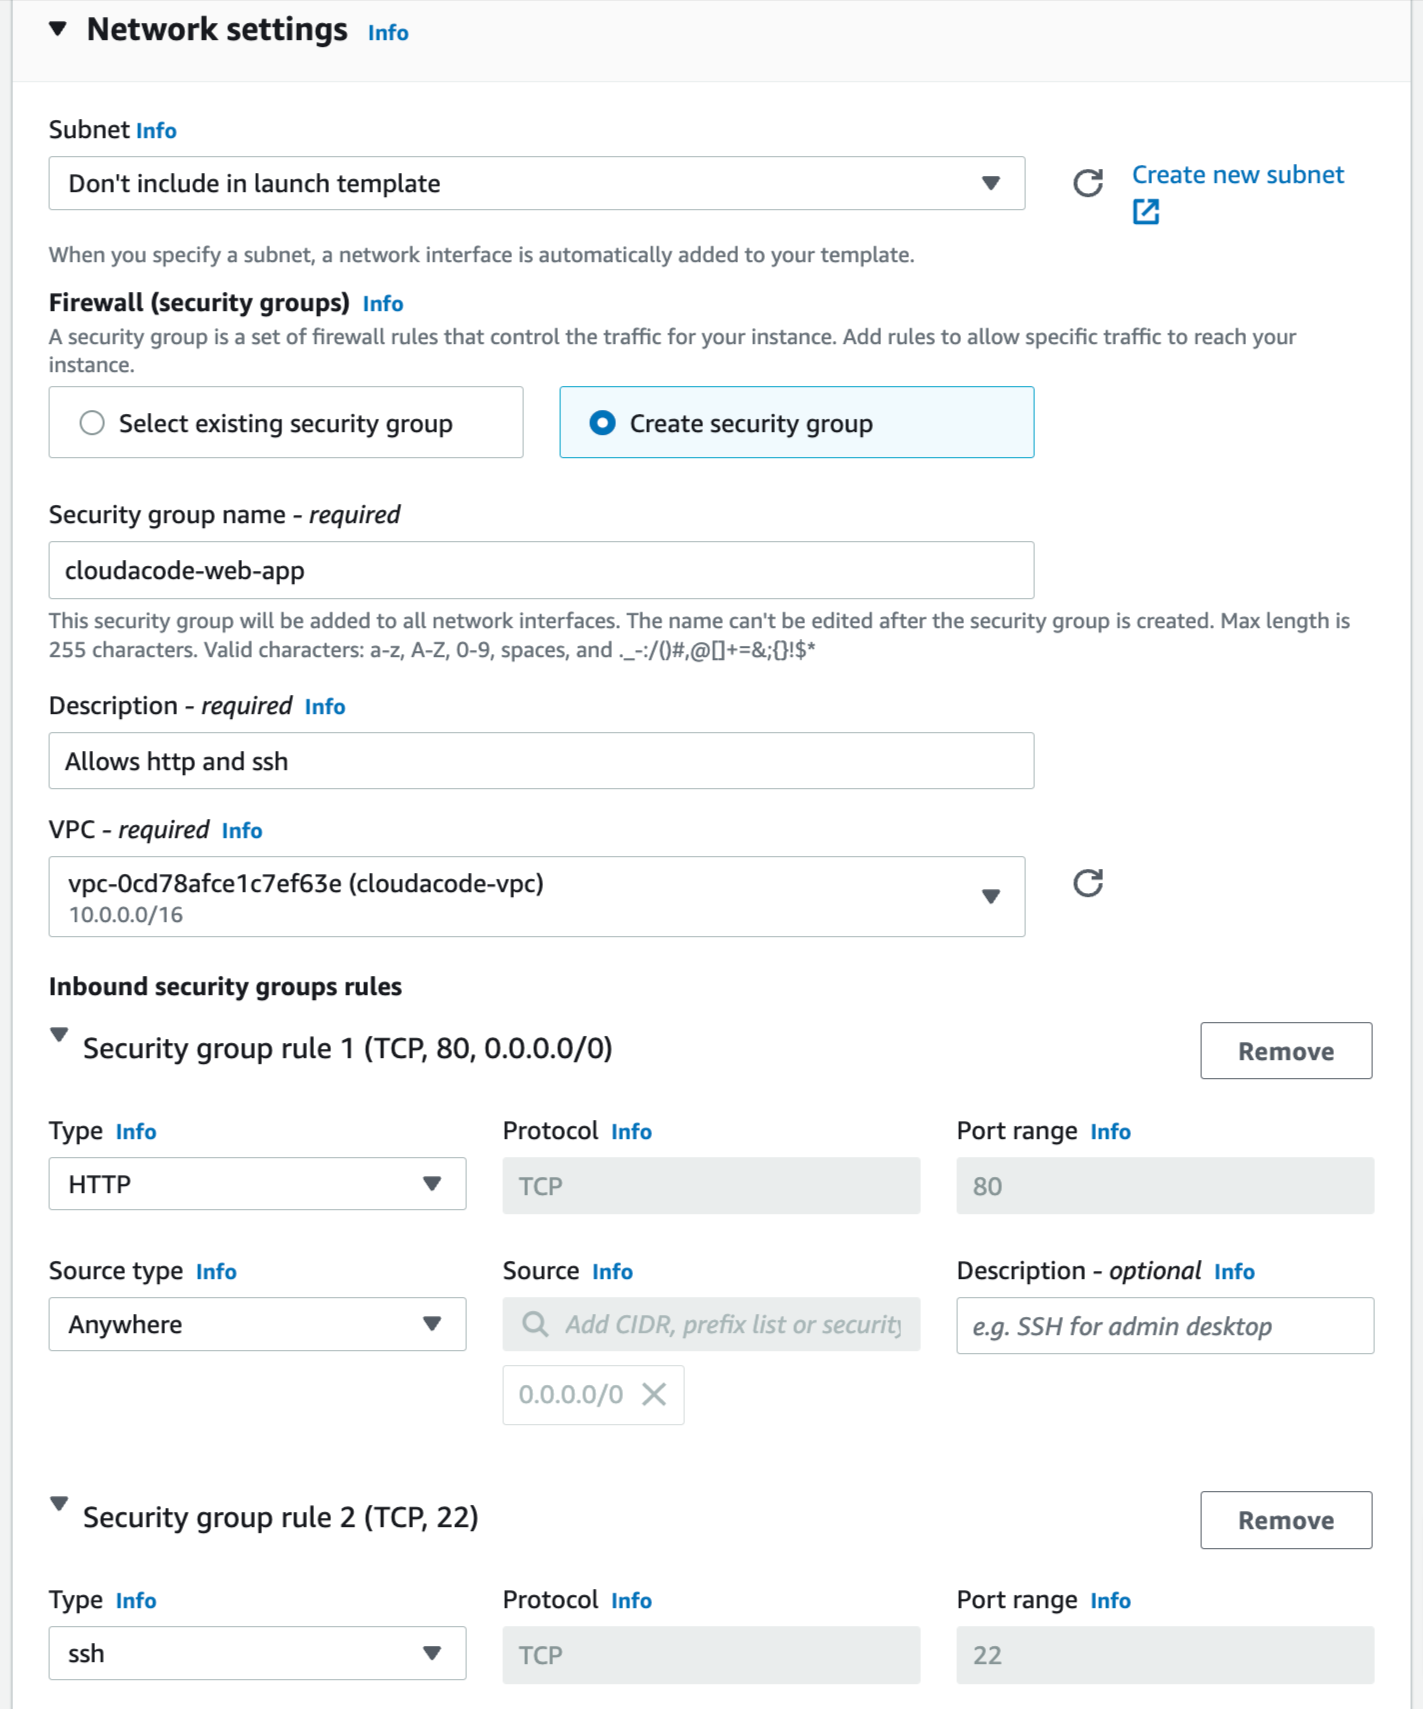 Network settings Info
Subnet Info
Don't include in launch template
Create new subnet
When you specify a subnet, a network interface is automatically added to your template.
Firewall (security groups) Info
A security group is a set of firewall rules that control the traffic for your instance. Add rules to allow specific traffic to reach your
instance.
Select existing security group
Create security group
Security group name - required
cloudacode-web-app
This security group will be added to all network interfaces. The name can't be edited after the security group is created. Max length is
255 characters. Valid characters: a-z, A-Z, 0-9, spaces, and ._-:/()#,@[]+=&;{}!$*
Description - required Info
Allows http and ssh
VPC - required Info
vpc-0cd78afce1c7ef63e (cloudacode-vpc)
10.0.0.0/16
Inbound security groups rules
Security group rule 1 (TCP, 80, 0.0.0.0/0)
Remove
Type Info
Protocol Info
Port range Info
HTTP
TCP
80
Source type Info
Source Info
Description - optional Info
Anywhere
Add CIDR, prefix list or security
e.g. SSH for admin desktop
0.0.0.0/0
Security group rule 2 (TCP, 22)
Remove
Type Info
Protocol Info
Port range Info
ssh
TCP
22